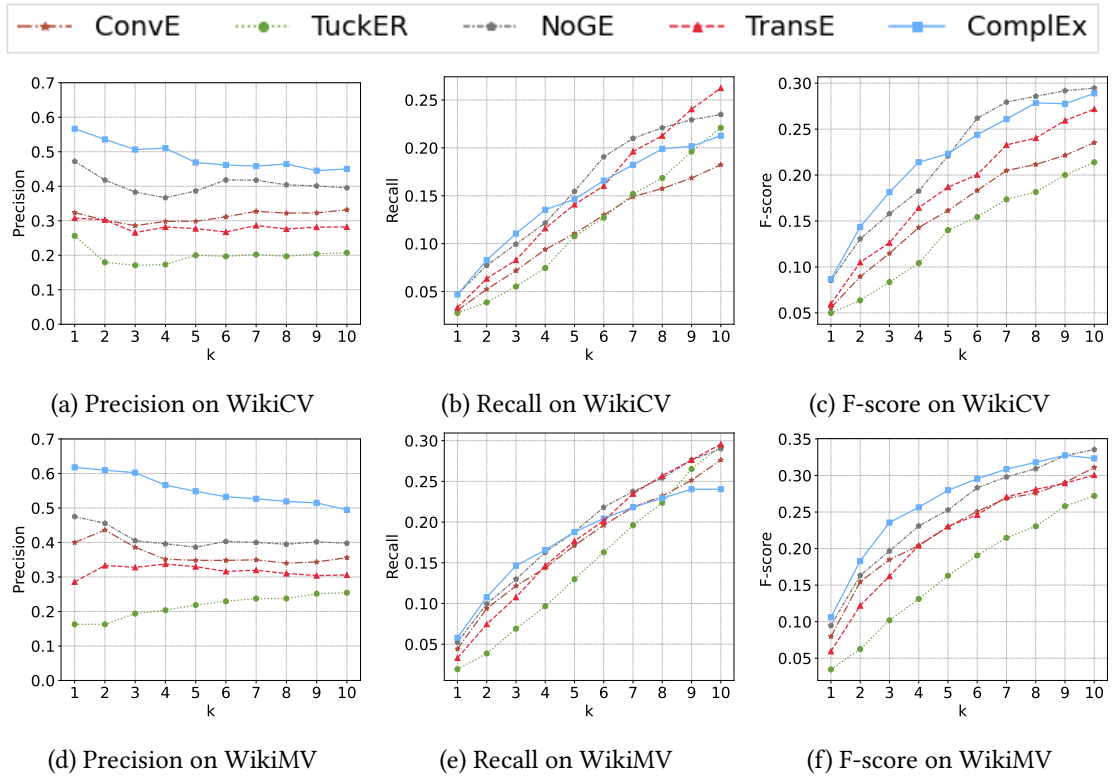 ConvE TuckER NoGE TransE ComplEx
0.7
0.6
0.5
0.4
0.3
0.2
0.1
0.0
Precision
1 2 3 4 5 6 7 8 9 10
k
(a) Precision on WikiCV
0.25
0.20
0.15
0.10
0.05
Recall
1 2 3 4 5 6 7 8 9 10
k
(b) Recall on WikiCV
0.30
0.25
0.20
0.15
0.10
0.05
F-score
1 2 3 4 5 6 7 8 9 10
k
(c) F-score on WikiCV
0.7
0.6
0.5
0.4
0.3
0.2
0.1
0.0
Precision
1 2 3 4 5 6 7 8 9 10
k
(d) Precision on WikiMV
0.30
0.25
0.20
0.15
0.10
0.05
Recall
1 2 3 4 5 6 7 8 9 10
k
(e) Recall on WikiMV
0.35
0.30
0.25
0.20
0.15
0.10
0.05
F-score
1 2 3 4 5 6 7 8 9 10
k
(f) F-score on WikiMV